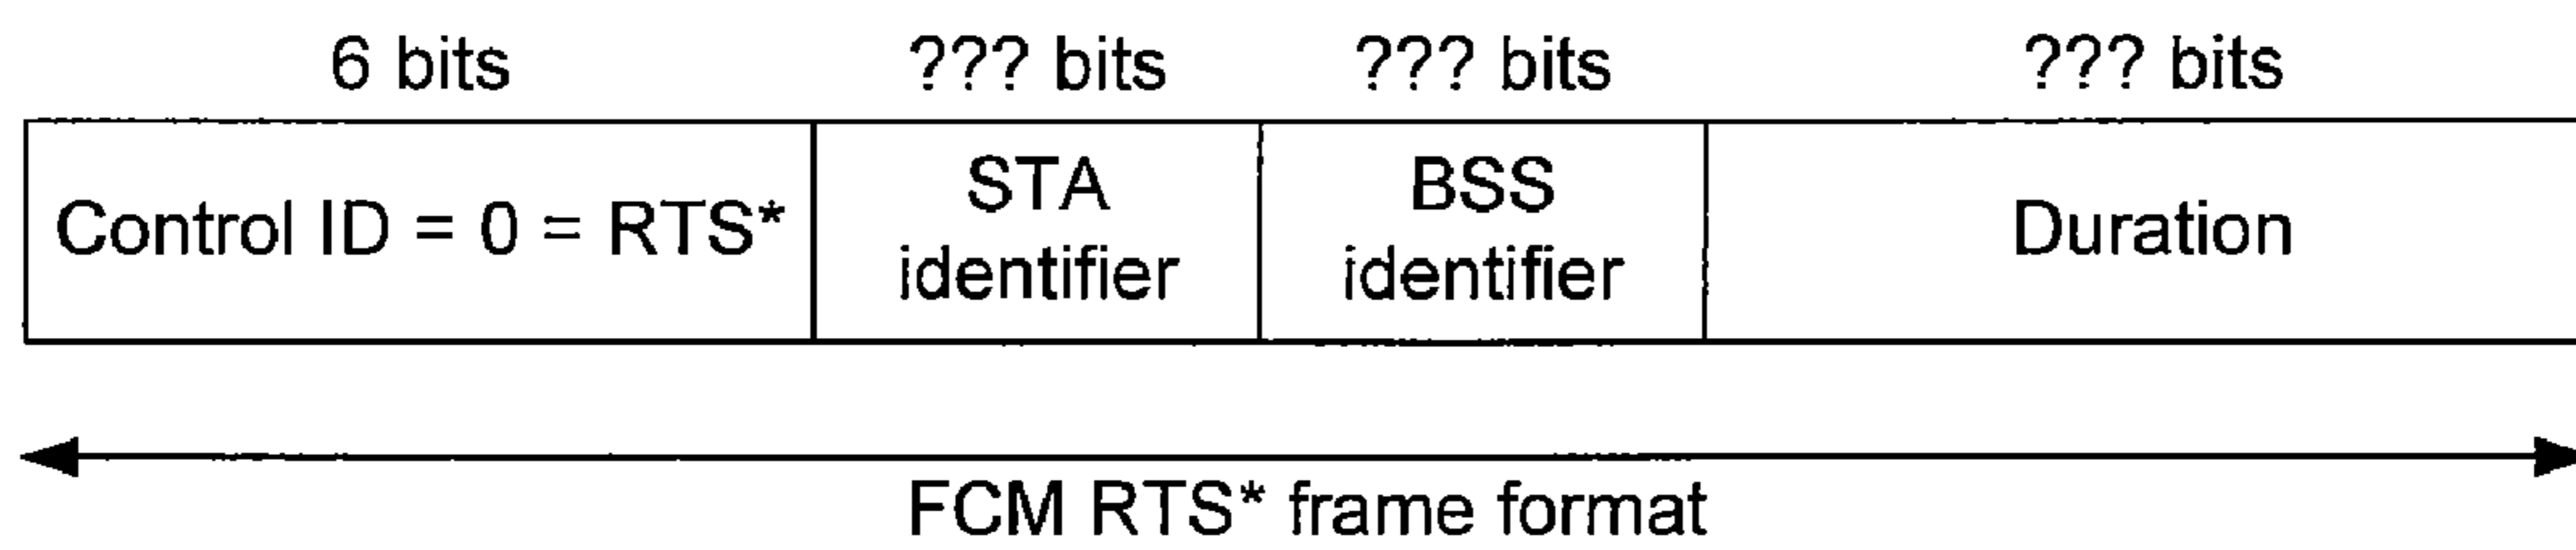 6 bits ??? bits ??? bits ??? bits
Control ID = 0 = RTS*
STA
identifier
BSS
identifier
Duration
FCM RTS* frame format